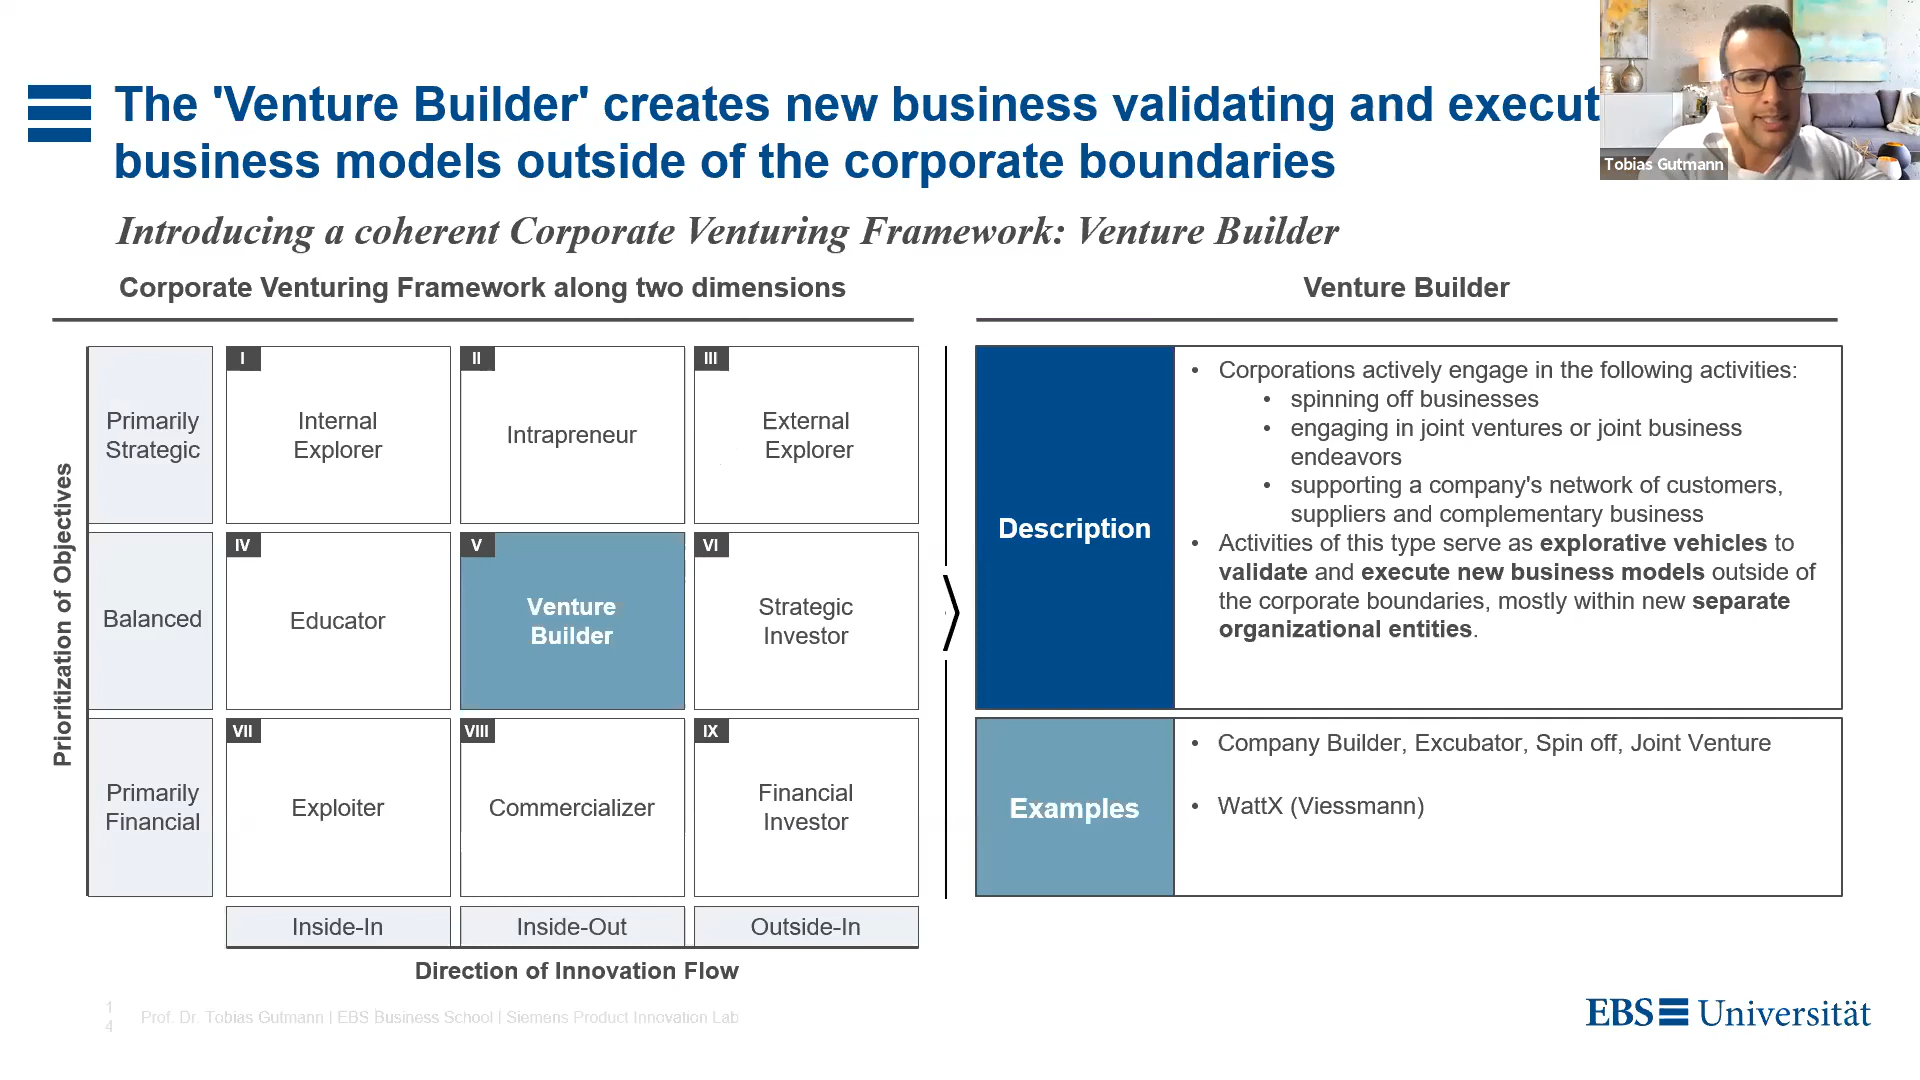 The 'Venture Builder' creates new business validating and execut
business models outside of the corporate boundaries
Tobias Gutmann
Introducing a coherent Corporate Venturing Framework: Venture Builder
Corporate Venturing Framework along two dimensions
Prioritization of Objectives
Primarily
Strategic
I
Internal
Explorer
II
Intrapreneur
III
External
Explorer
Balanced
IV
Educator
V
Venture
Builder
VI
Strategic
Investor
Primarily
Financial
VII
Exploiter
VIII
Commercializer
IX
Financial
Investor
Inside-In
Inside-Out
Outside-In
Direction of Innovation Flow
Venture Builder
Description
• Corporations actively engage in the following activities:
• spinning off businesses
• engaging in joint ventures or joint business
endeavors
• supporting a company's network of customers,
suppliers and complementary business
• Activities of this type serve as explorative vehicles to
validate and execute new business models outside of
the corporate boundaries, mostly within new separate
organizational entities.
Examples
• Company Builder, Excubator, Spin off, Joint Venture
• WattX (Viessmann)
1
4
Prof. Dr. Tobias Gutmann | EBS Business School | Siemens Product Innovation Lab
EBS Universität